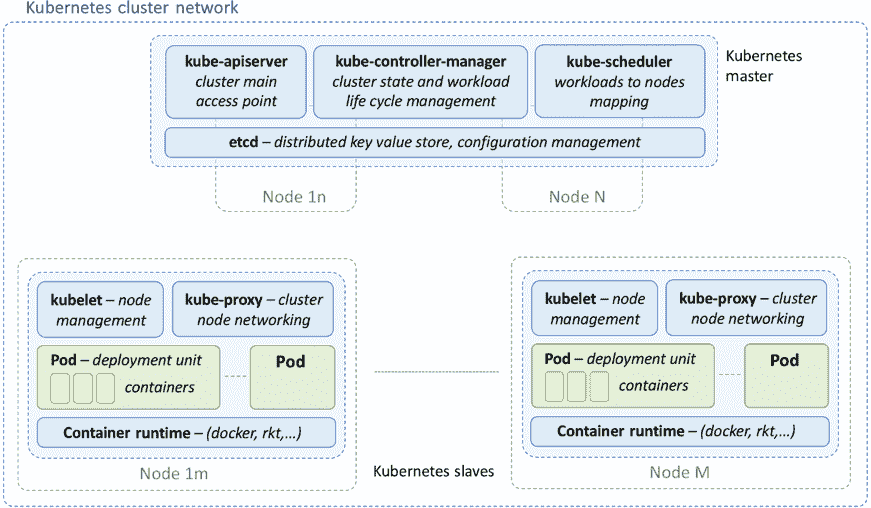 Kubernetes cluster network
kube-apiserver
cluster main
access point
kube-controller-manager
cluster state and workload
life cycle management
kube-scheduler
workloads to nodes
mapping
Kubernetes
master
etcd – distributed key value store, configuration management
Node 1n
Node N
kubelet – node
management
kube-proxy – cluster
node networking
Pod – deployment unit
containers
Pod
Container runtime – (docker, rkt,...)
Node 1m
Kubernetes slaves
kubelet – node
management
kube-proxy – cluster
node networking
Pod – deployment unit
containers
Pod
Container runtime – (docker, rkt,...)
Node M